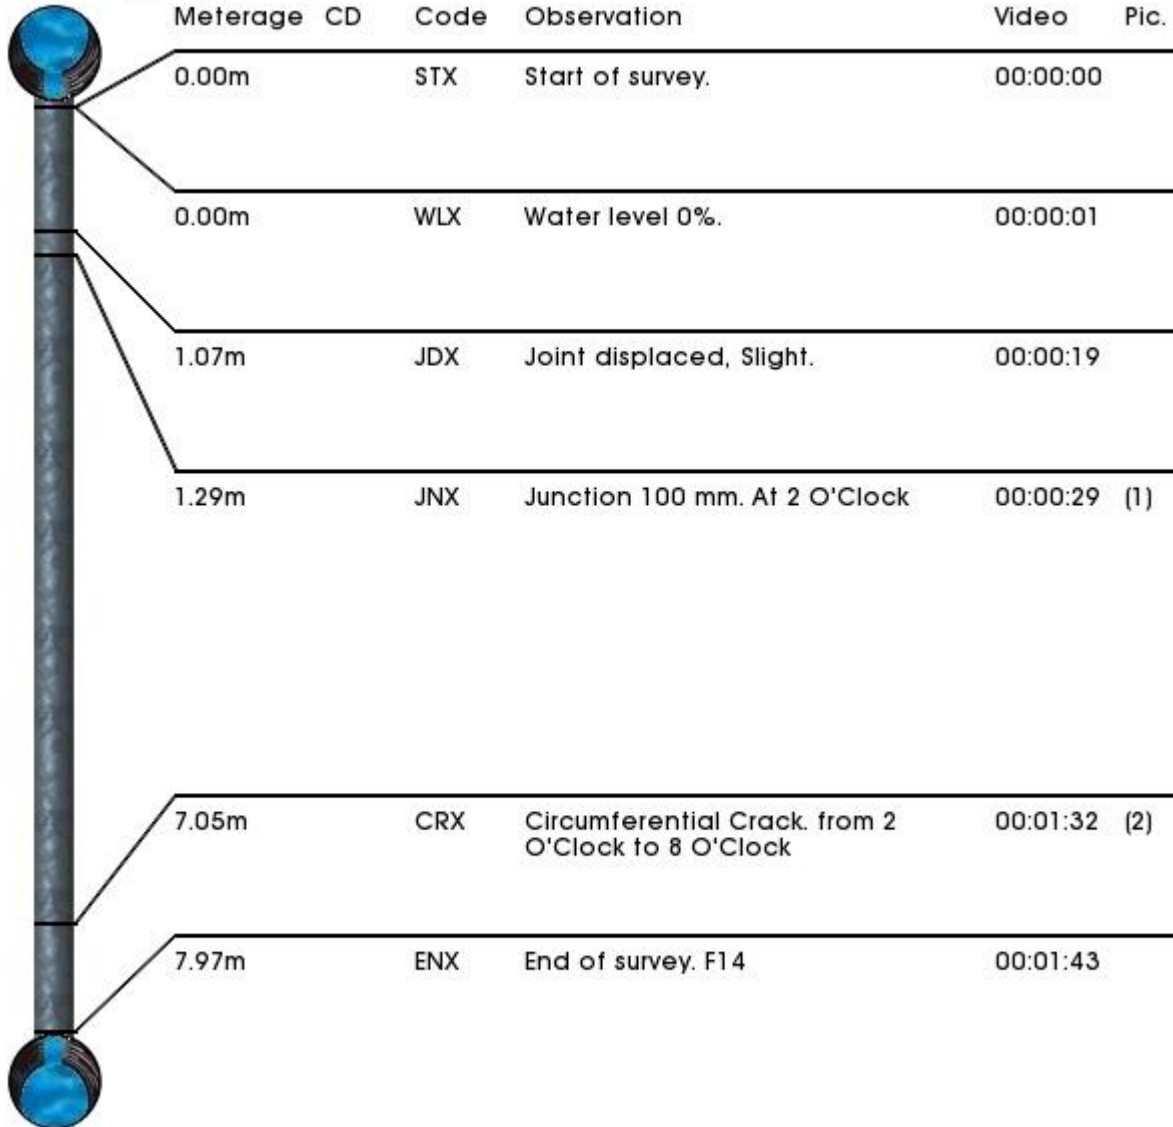 Meterage CD Code Observation Video Pic.
0.00m STX Start of survey. 00:00:00
0.00m WLX Water level 0%. 00:00:01
1.07m JDX Joint displaced, Slight. 00:00:19
1.29m JNX Junction 100 mm. At 2 O'Clock 00:00:29 (1)
7.05m CRX Circumferential Crack. from 2 00:01:32 (2)
O'Clock to 8 O'Clock
7.97m ENX End of survey. F14 00:01:43